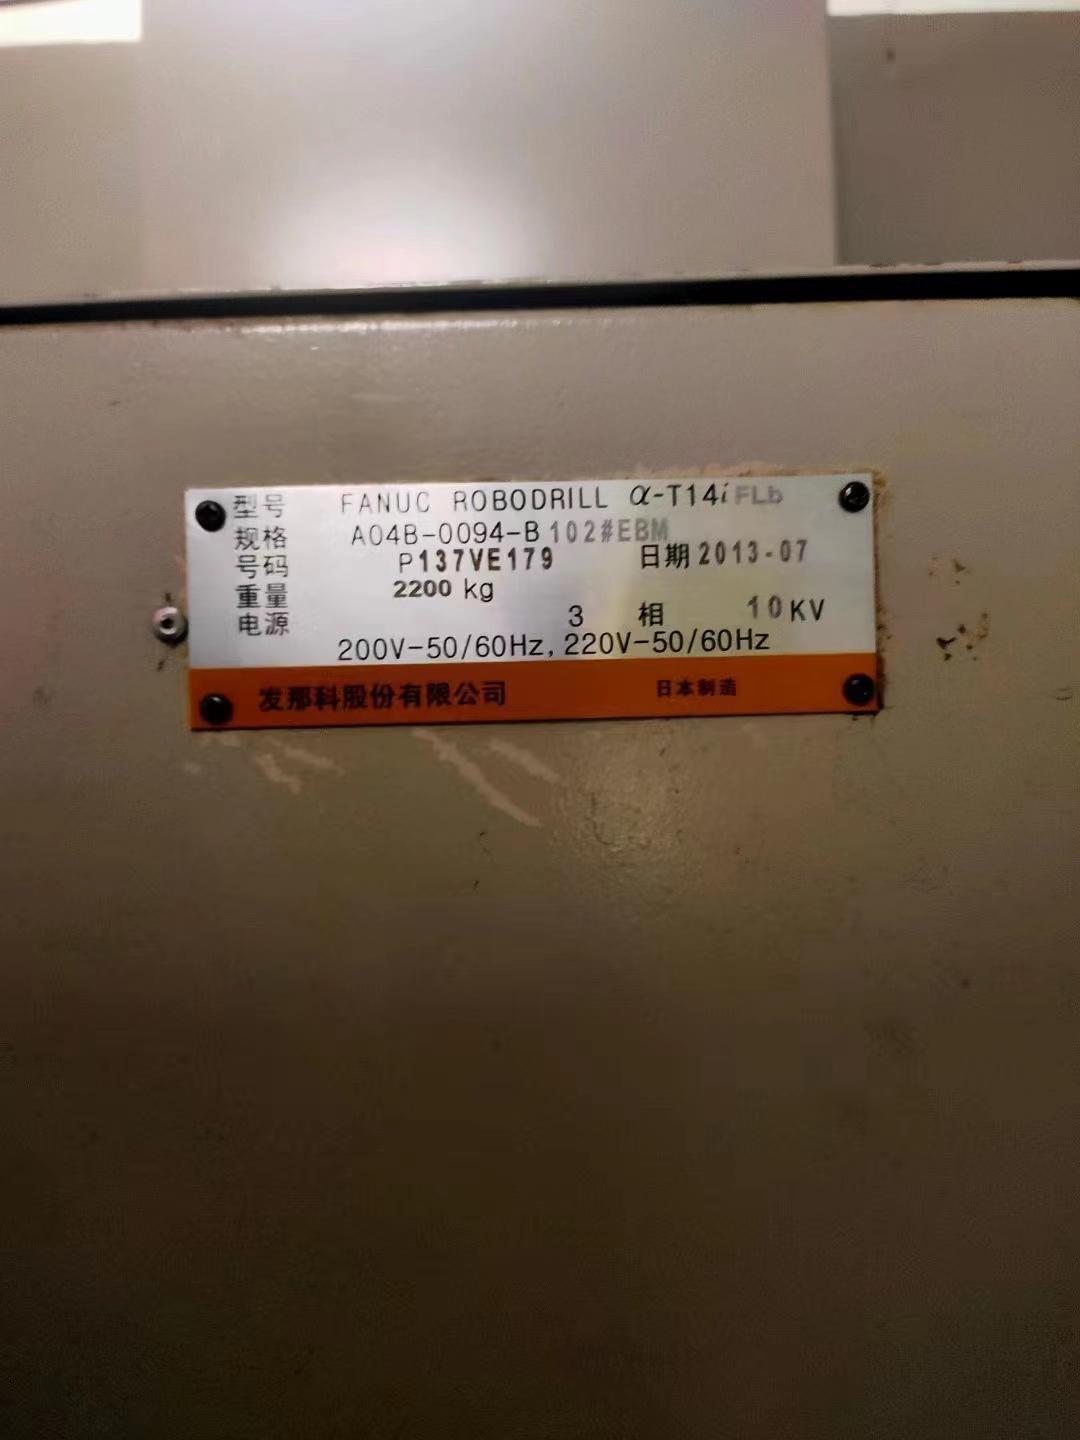 型号 FANUC ROBODRILL α-T14iFLb
规格 A04B-0094-B102#EBM
号码 P137VE179 日期 2013-07
重量 2200 kg
电源 3 相 10KV
200V-50/60Hz, 220V-50/60Hz
发那科股份有限公司 日本制造